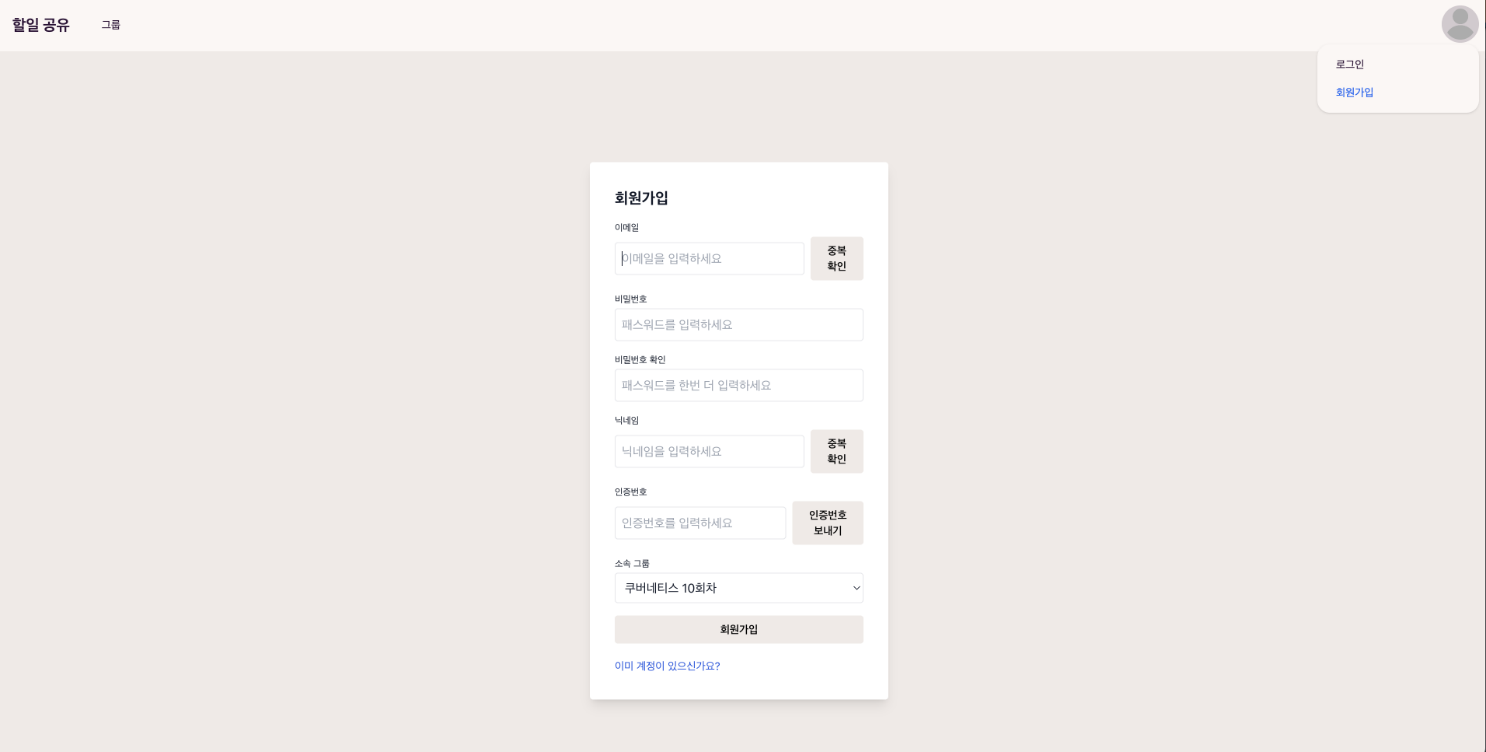 할일 공유
그룹
로그인
회원가입
회원가입
이메일
이메일을 입력하세요
중복
확인
비밀번호
패스워드를 입력하세요
비밀번호 확인
패스워드를 한번 더 입력하세요
닉네임
닉네임을 입력하세요
중복
확인
인증번호
인증번호를 입력하세요
인증번호
보내기
소속 그룹
쿠버네티스 10회차
회원가입
이미 계정이 있으신가요?